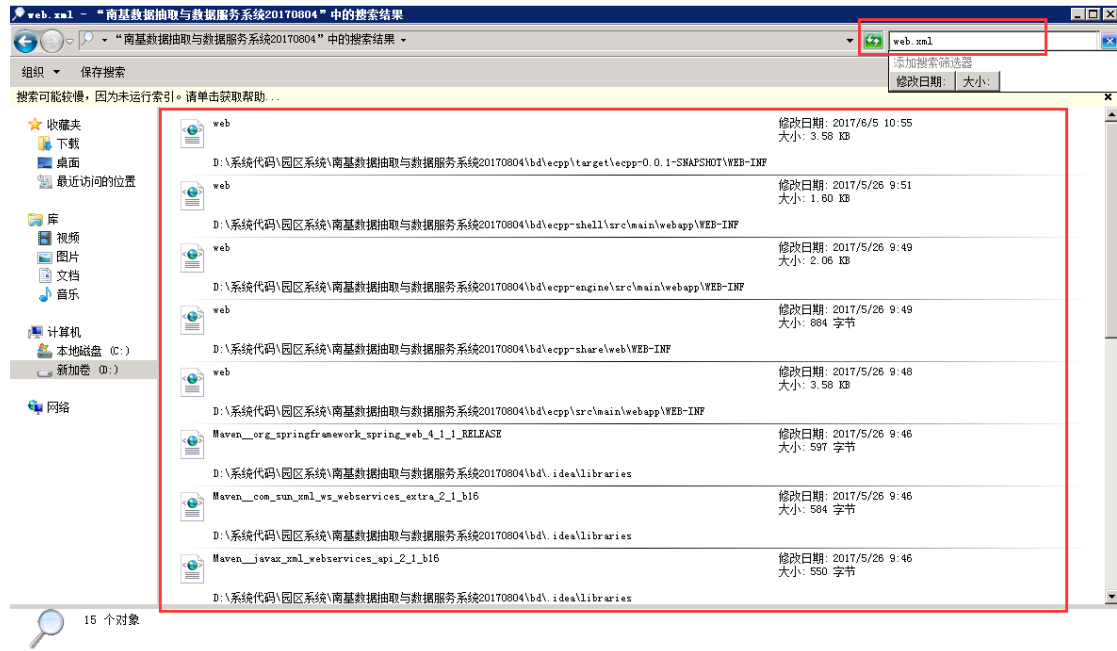 web.xml - “南基数据抽取与数据服务系统20170804”中的搜索结果
“南基数据抽取与数据服务系统20170804”中的搜索结果
web.xml
添加搜索筛选器
修改日期: 大小:
组织 保存搜索
搜索可能较慢，因为未运行索引。请单击获取帮助...
收藏夹
下载
桌面
最近访问的位置
库
视频
图片
文档
音乐
计算机
本地磁盘 (C:)
新加卷 (D:)
网络
web
修改日期: 2017/6/5 10:55
大小: 3.58 KB
D:\系统代码\园区系统\南基数据抽取与数据服务系统20170804\bd\ecpp\target\ecpp-0.0.1-SNAPSHOT\WEB-INF
web
修改日期: 2017/5/26 9:51
大小: 1.60 KB
D:\系统代码\园区系统\南基数据抽取与数据服务系统20170804\bd\ecpp-shell\src\main\webapp\WEB-INF
web
修改日期: 2017/5/26 9:49
大小: 2.06 KB
D:\系统代码\园区系统\南基数据抽取与数据服务系统20170804\bd\ecpp-engine\src\main\webapp\WEB-INF
web
修改日期: 2017/5/26 9:49
大小: 884 字节
D:\系统代码\园区系统\南基数据抽取与数据服务系统20170804\bd\ecpp-share\web\WEB-INF
web
修改日期: 2017/5/26 9:48
大小: 3.58 KB
D:\系统代码\园区系统\南基数据抽取与数据服务系统20170804\bd\ecpp\src\main\webapp\WEB-INF
Maven__org_springframework_spring_web_4_1_1_RELEASE
修改日期: 2017/5/26 9:46
大小: 597 字节
D:\系统代码\园区系统\南基数据抽取与数据服务系统20170804\bd\.idea\libraries
Maven__com_sun_xml_ws_webservices_extra_2_1_b16
修改日期: 2017/5/26 9:46
大小: 584 字节
D:\系统代码\园区系统\南基数据抽取与数据服务系统20170804\bd\.idea\libraries
Maven__javax_xml_webservices_api_2_1_b16
修改日期: 2017/5/26 9:46
大小: 550 字节
D:\系统代码\园区系统\南基数据抽取与数据服务系统20170804\bd\.idea\libraries
15 个对象